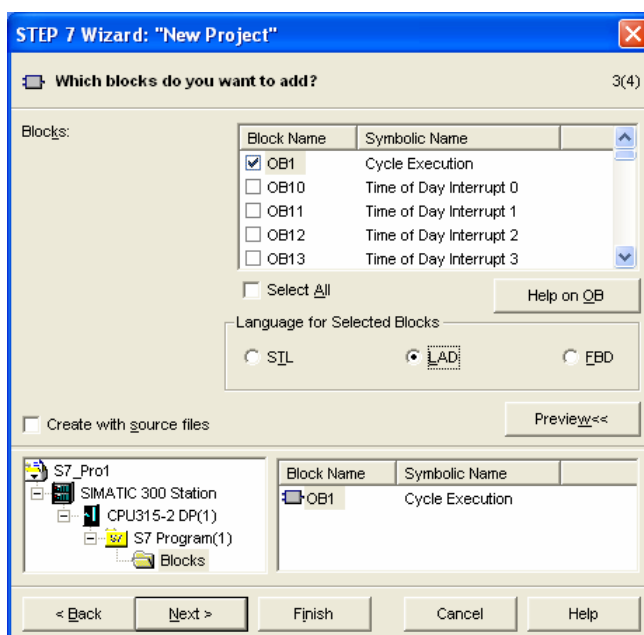 STEP 7 Wizard: "New Project"
Which blocks do you want to add? 3(4)
Blocks:
Block Name Symbolic Name
OB1 Cycle Execution
OB10 Time of Day Interrupt 0
OB11 Time of Day Interrupt 1
OB12 Time of Day Interrupt 2
OB13 Time of Day Interrupt 3
Select All
Help on OB
Language for Selected Blocks
STL LAD FBD
Create with source files
Preview<<
S7_Pro1
SIMATIC 300 Station
CPU315-2 DP(1)
S7 Program(1)
Blocks
Block Name Symbolic Name
OB1 Cycle Execution
< Back Next > Finish Cancel Help